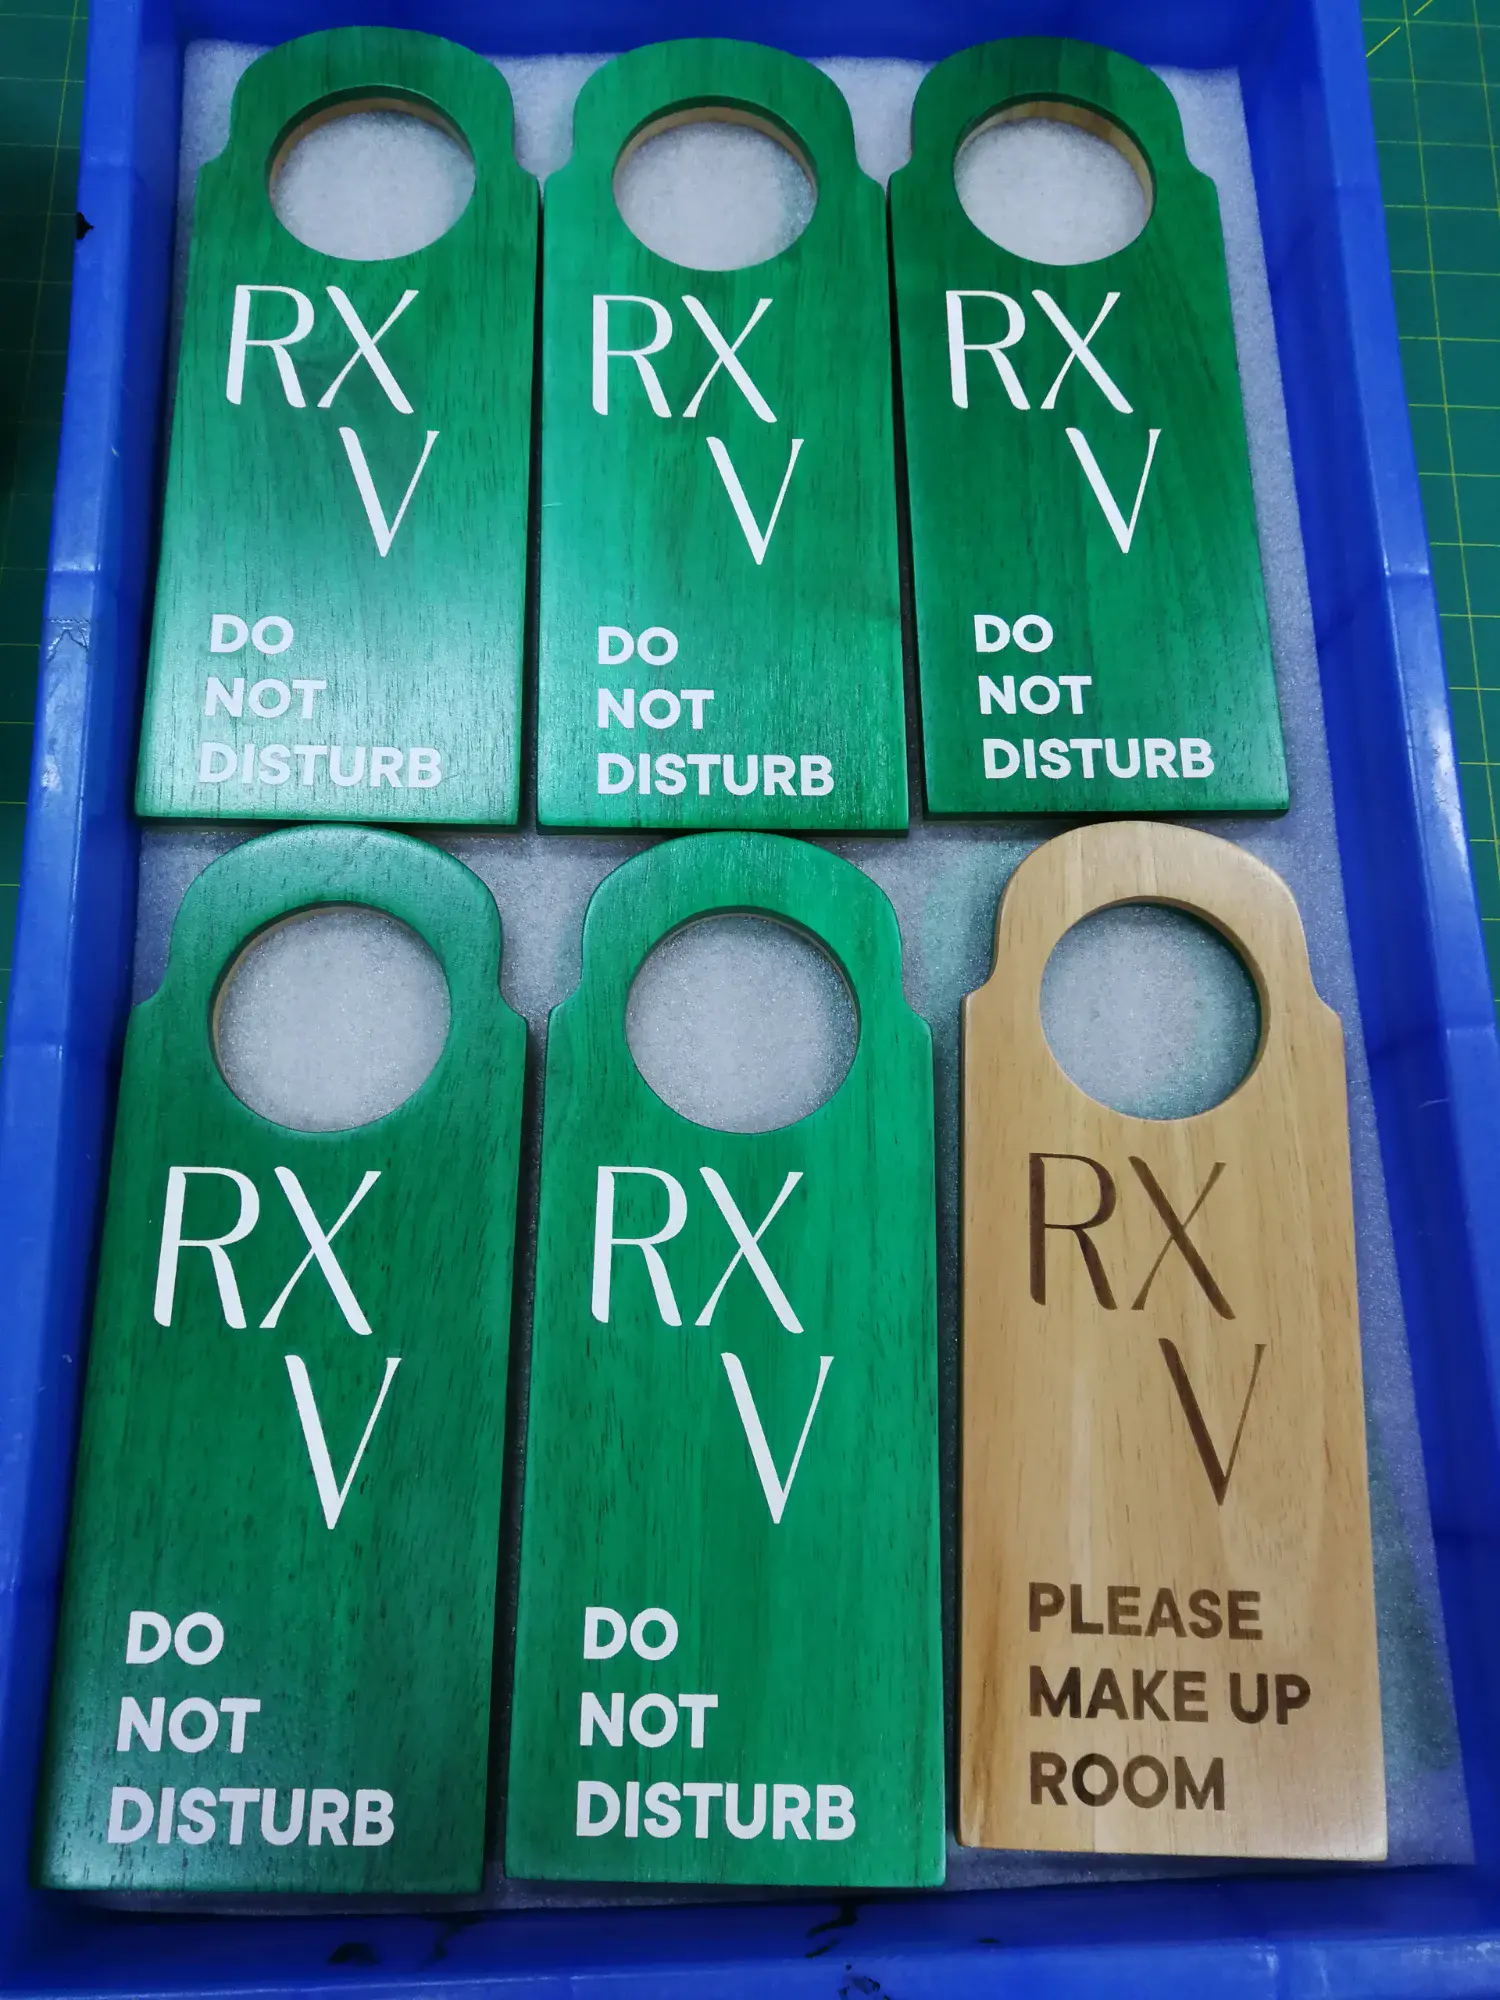 RX
V
DO
NOT
DISTURB
RX
V
DO
NOT
DISTURB
RX
V
DO
NOT
DISTURB
RX
V
DO
NOT
DISTURB
RX
V
DO
NOT
DISTURB
RX
V
PLEASE
MAKE UP
ROOM